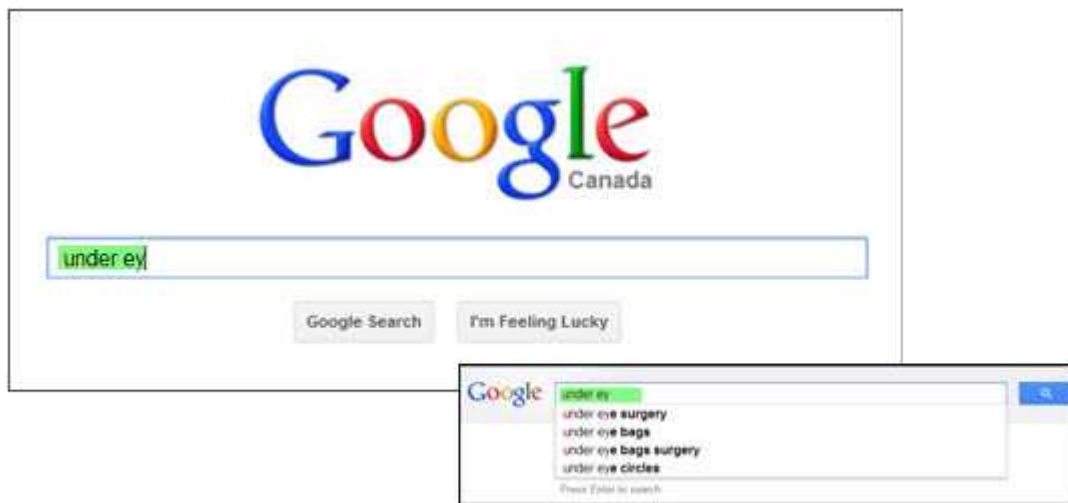 Google
Canada
under ey
Google Search I'm Feeling Lucky
Google under ey
under eye surgery
under eye bags
under eye bags surgery
under eye circles
Press Enter to search